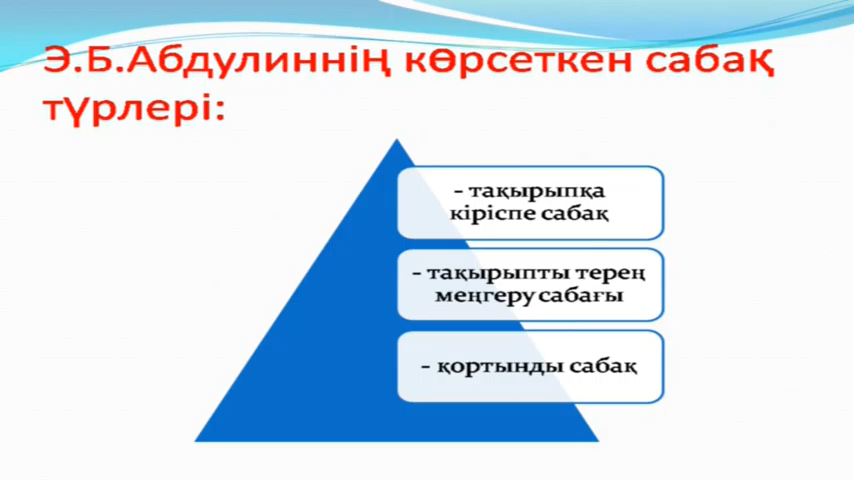 Э.Б.Абдулиннің көрсеткен сабақ
түрлері:
- тақырыпқа
кіріспе сабақ
- тақырыпты терең
меңгеру сабағы
- қортынды сабақ